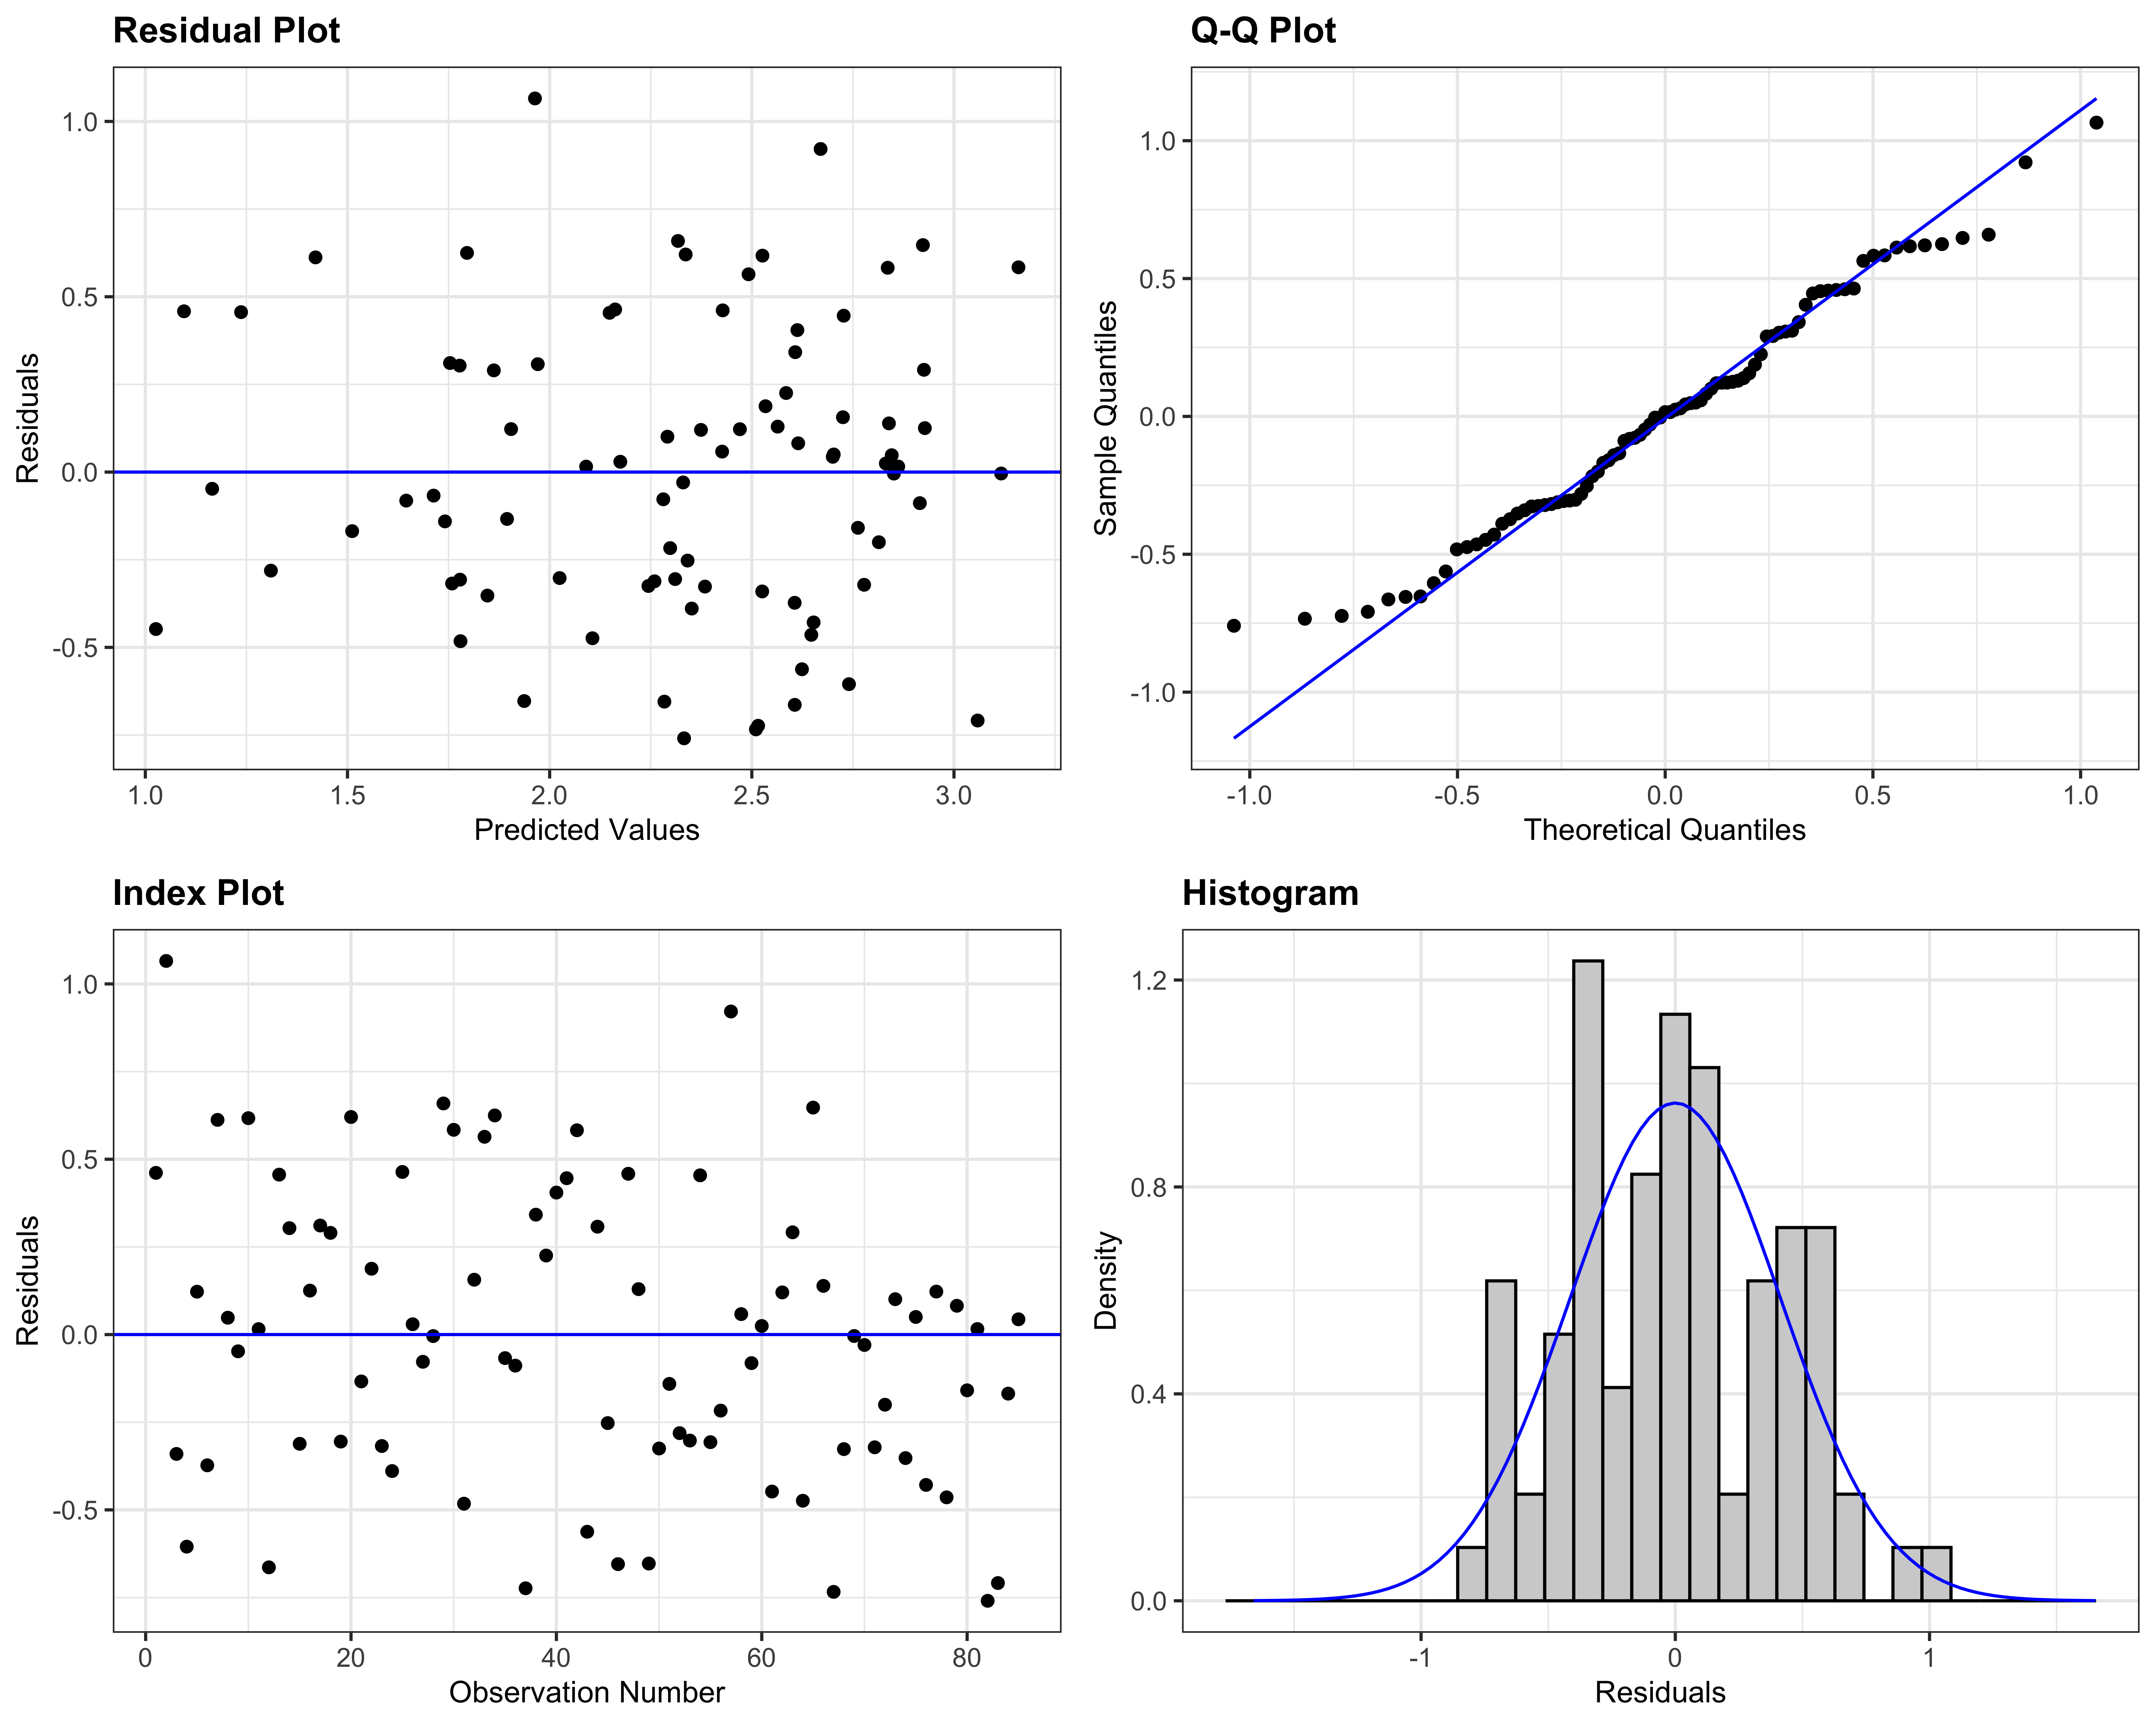 Residual Plot
1.0
0.5
0.0
-0.5
Residuals
1.0 1.5 2.0 2.5 3.0
Predicted Values
Q-Q Plot
1.0
0.5
0.0
-0.5
-1.0
Sample Quantiles
-1.0 -0.5 0.0 0.5 1.0
Theoretical Quantiles
Index Plot
1.0
0.5
0.0
-0.5
Residuals
0 20 40 60 80
Observation Number
Histogram
1.2
0.8
0.4
0.0
Density
-1 0 1
Residuals